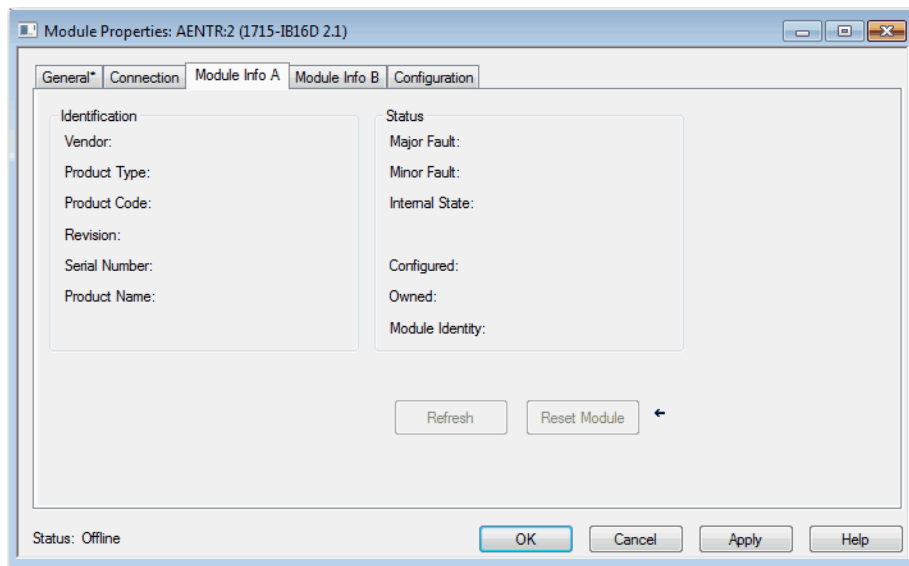 Module Properties: AENTR:2 (1715-IB16D 2.1)
General* Connection Module Info A Module Info B Configuration
Identification
Vendor:
Product Type:
Product Code:
Revision:
Serial Number:
Product Name:
Status
Major Fault:
Minor Fault:
Internal State:
Configured:
Owned:
Module Identity:
Refresh Reset Module
Status: Offline
OK Cancel Apply Help